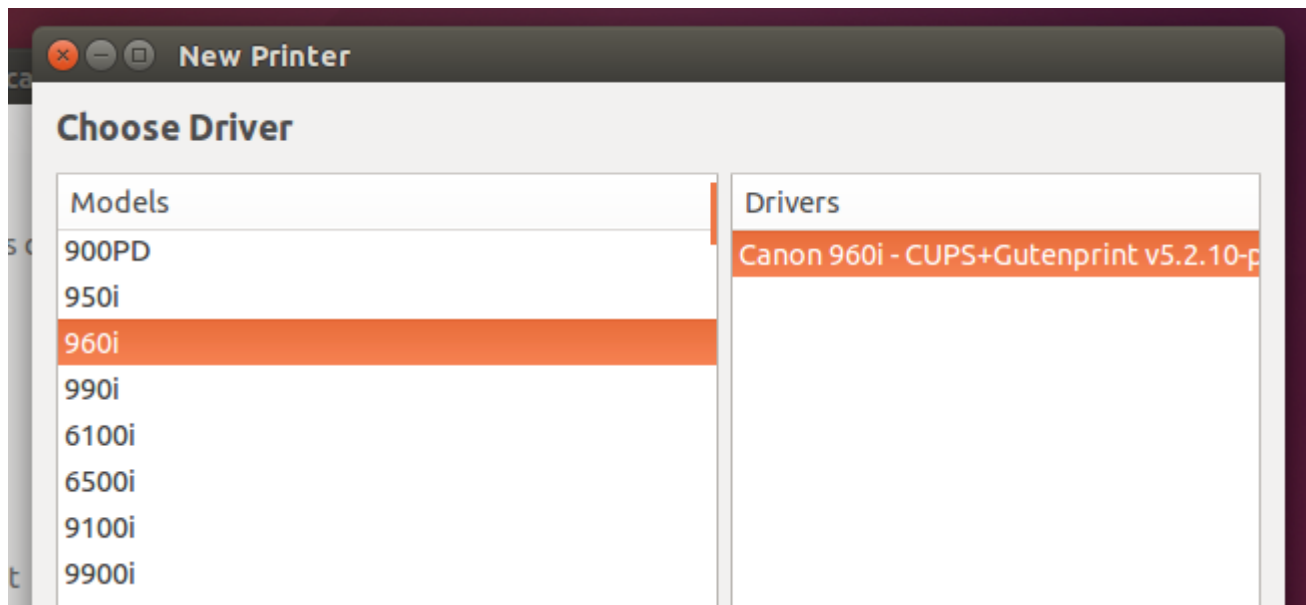 New Printer
ca
Choose Driver
Models
Drivers
900PD
Canon 960i - CUPS+Gutenprint v5.2.10-p
s c
950i
960i
990i
6100i
6500i
9100i
9900i
t